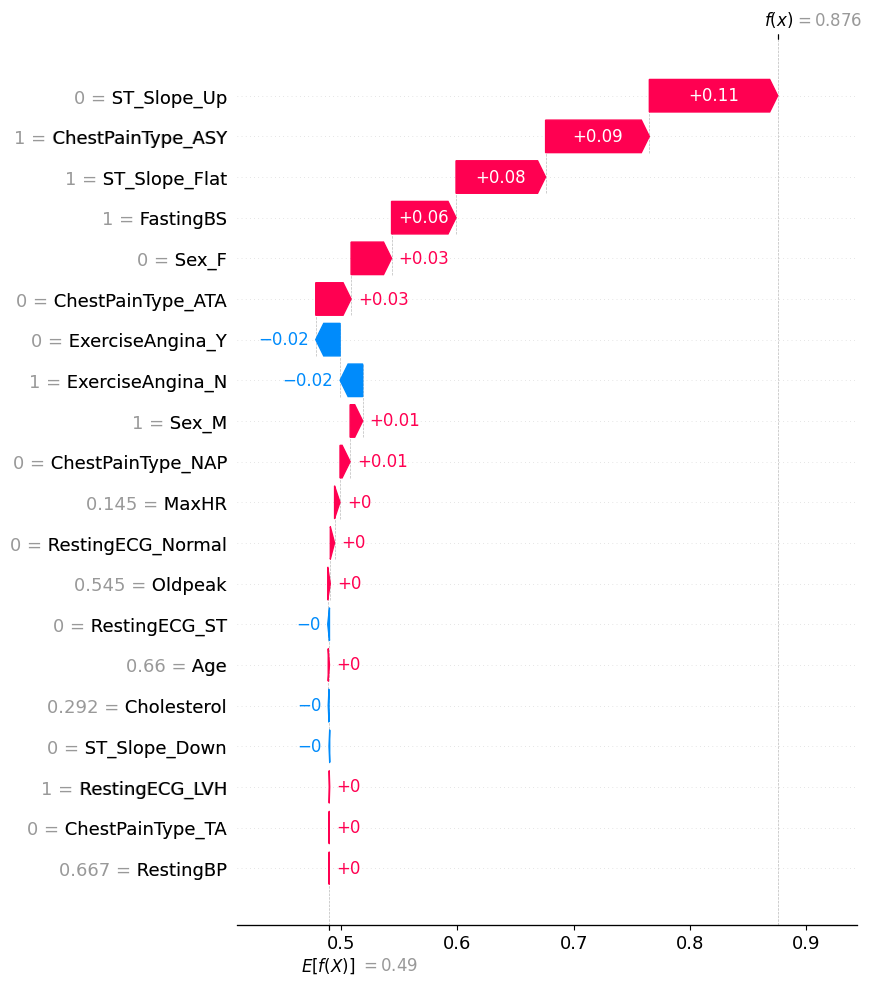 f(x) = 0.876
0 = ST_Slope_Up +0.11
1 = ChestPainType_ASY +0.09
1 = ST_Slope_Flat +0.08
1 = FastingBS +0.06
0 = Sex_F +0.03
0 = ChestPainType_ATA +0.03
0 = ExerciseAngina_Y −0.02
1 = ExerciseAngina_N −0.02
1 = Sex_M +0.01
0 = ChestPainType_NAP +0.01
0.145 = MaxHR +0
0 = RestingECG_Normal +0
0.545 = Oldpeak +0
0 = RestingECG_ST −0
0.66 = Age +0
0.292 = Cholesterol −0
0 = ST_Slope_Down −0
1 = RestingECG_LVH +0
0 = ChestPainType_TA +0
0.667 = RestingBP +0
0.5 0.6 0.7 0.8 0.9
E[f(X)] = 0.49